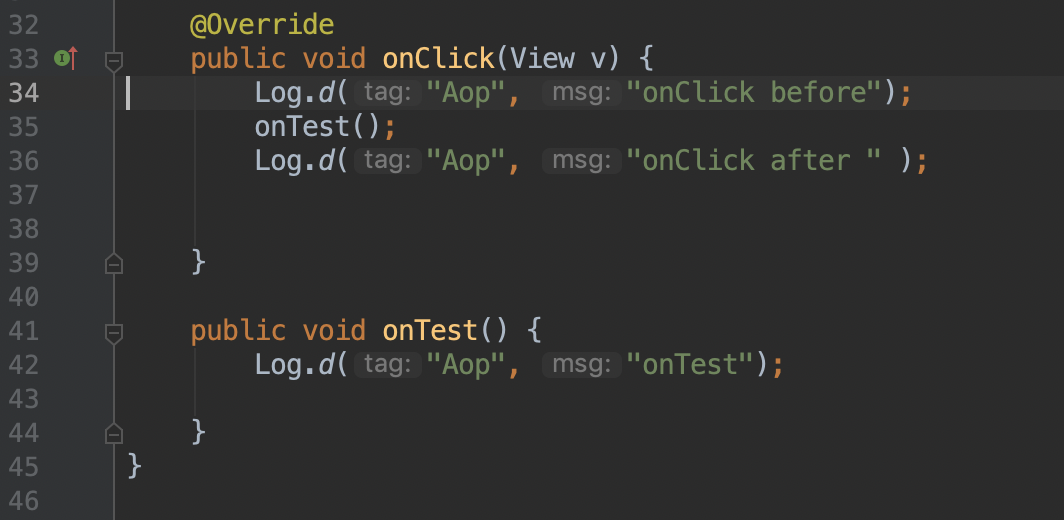 32 @Override
33 public void onClick(View v) {
34 Log.d( tag: "Aop", msg: "onClick before");
35 onTest();
36 Log.d( tag: "Aop", msg: "onClick after " );
37
38
39 }
40
41 public void onTest() {
42 Log.d( tag: "Aop", msg: "onTest");
43
44 }
45 }
46